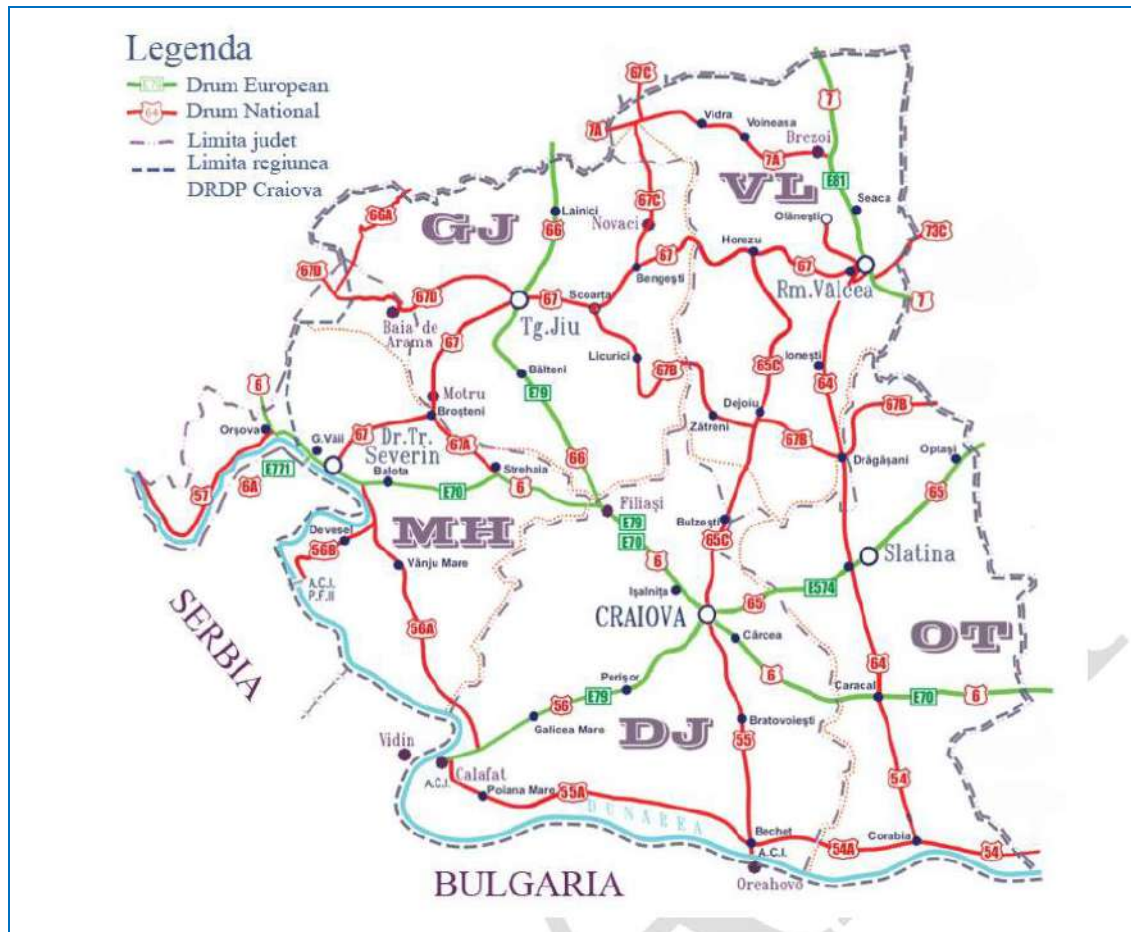 Legenda
E79 Drum European
64 Drum National
Limita judet
Limita regiunea
DRDP Craiova
67C
7
7A
Vidra
Voineasa
Brezoi
7A
VL
E81
66A
GJ
Lainici
66
67C
Novaci
Olănești
Seaca
73C
67D
67D
67
Bengești
Horezu
67
Rm.Vâlcea
7
Baia de
Arama
Tg.Jiu
67
Scoarța
67
Licurici
67B
65C
Ionești
64
Bălteni
E79
6
Motru
Broșteni
Zătreni
Dejoiu
67B
67B
Orșova
G.Văii
67
Dr.Tr.
Severin
67A
Strehaia
66
Drăgășani
Optași
E771
6A
57
Balota
E70
6
Filiași
65
MH
E79
E70
Bulzești
65C
Devesel
56B
Vânju Mare
6
Slatina
A.C.I.
P.F.II
Ișalnița
E574
65
CRAIOVA
SERBIA
56A
Cârcea
OT
64
6
Caracal
E70
6
Perișor
56
E79
Galicea Mare
DJ
Bratovoiești
55
Vidin
A.C.I.
Calafat
Poiana Mare
55A
54
DUNAREA
Bechet
54A
Corabia
54
A.C.I.
Oreahovo
BULGARIA